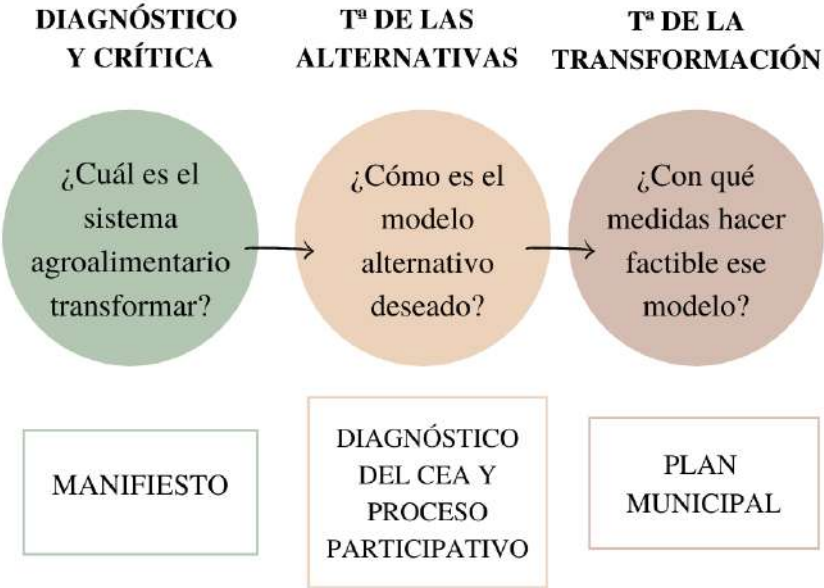 DIAGNÓSTICO
Y CRÍTICA
Tª DE LAS
ALTERNATIVAS
Tª DE LA
TRANSFORMACIÓN
¿Cuál es el
sistema
agroalimentario
transformar?
¿Cómo es el
modelo
alternativo
deseado?
¿Con qué
medidas hacer
factible ese
modelo?
MANIFIESTO
DIAGNÓSTICO
DEL CEA Y
PROCESO
PARTICIPATIVO
PLAN
MUNICIPAL